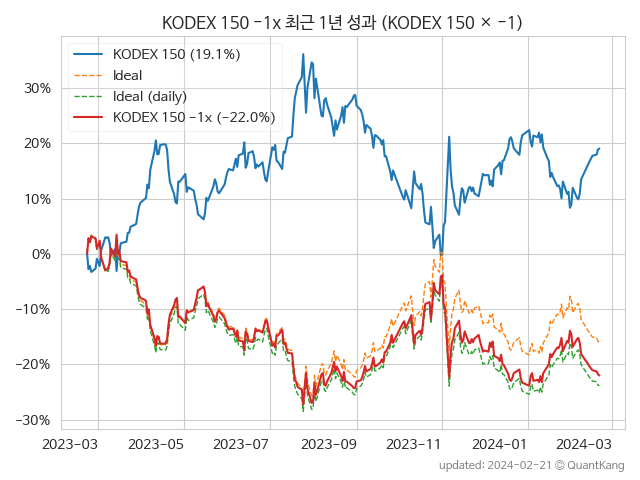 KODEX 150 −1x 최근 1년 성과 (KODEX 150 × −1)
KODEX 150 (19.1%)
Ideal
Ideal (daily)
KODEX 150 −1x (−22.0%)
30%
20%
10%
0%
−10%
−20%
−30%
2023-03 2023-05 2023-07 2023-09 2023-11 2024-01 2024-03
updated: 2024-02-21 © QuantKang